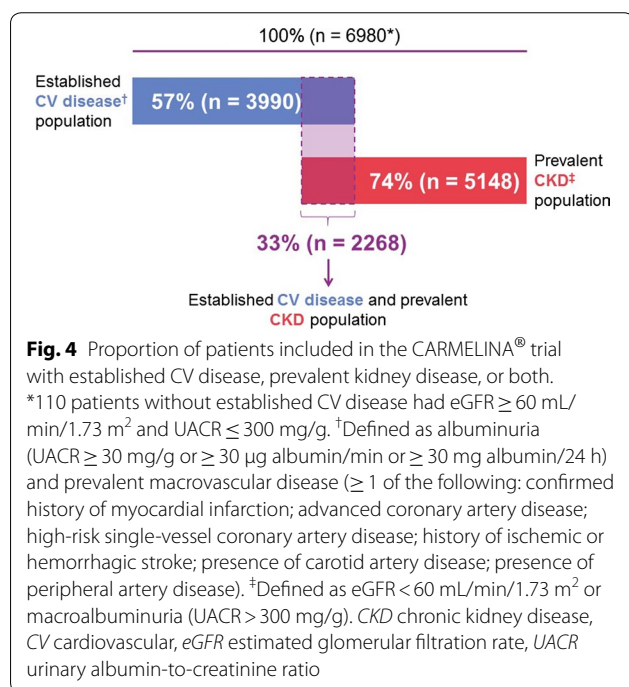 100% (n = 6980*)
Established
CV disease†
population
57% (n = 3990)
74% (n = 5148)
Prevalent
CKD‡
population
33% (n = 2268)
Established CV disease and prevalent
CKD population
Fig. 4 Proportion of patients included in the CARMELINA® trial
with established CV disease, prevalent kidney disease, or both.
*110 patients without established CV disease had eGFR ≥ 60 mL/
min/1.73 m² and UACR ≤ 300 mg/g. †Defined as albuminuria
(UACR ≥ 30 mg/g or ≥ 30 μg albumin/min or ≥ 30 mg albumin/24 h)
and prevalent macrovascular disease (≥ 1 of the following: confirmed
history of myocardial infarction; advanced coronary artery disease;
high-risk single-vessel coronary artery disease; history of ischemic or
hemorrhagic stroke; presence of carotid artery disease; presence of
peripheral artery disease). ‡Defined as eGFR < 60 mL/min/1.73 m² or
macroalbuminuria (UACR > 300 mg/g). CKD chronic kidney disease,
CV cardiovascular, eGFR estimated glomerular filtration rate, UACR
urinary albumin-to-creatinine ratio